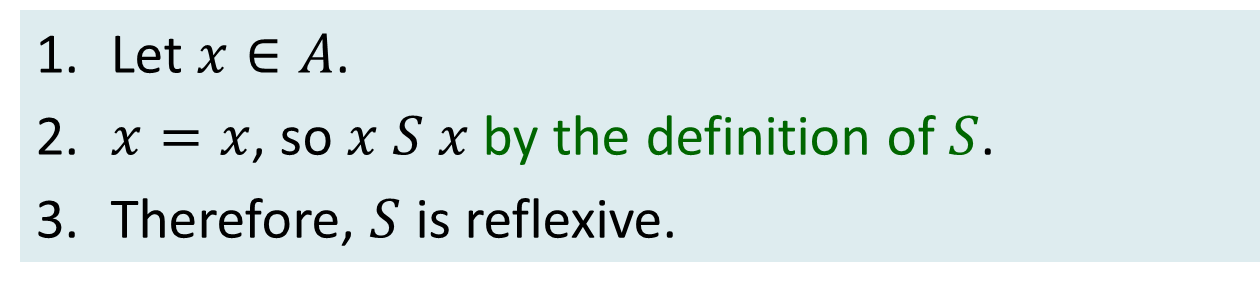 1. Let x ∈ A.
2. x = x, so x S x by the definition of S.
3. Therefore, S is reflexive.